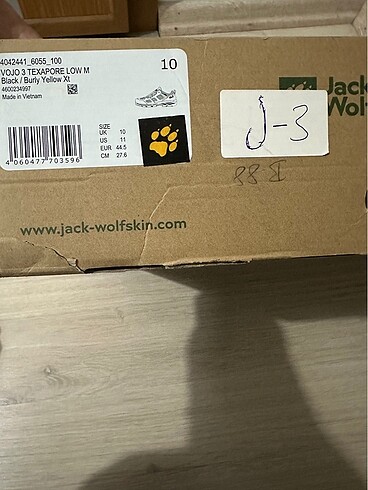 4042441_6055_100
VOJO 3 TEXAPORE LOW M
Black / Burly Yellow Xt
4600234997
Made in Vietnam
10
SIZE
UK 10
US 11
EUR 44.5
CM 27.6
4 060477 703596
Jack
Wolf
J-3
www.jack-wolfskin.com